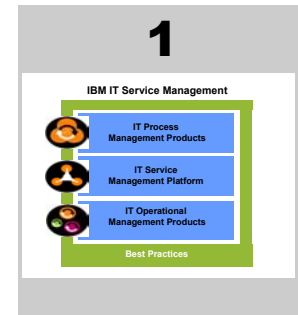 1
IBM IT Service Management
IT Process
Management Products
IT Service
Management Platform
IT Operational
Management Products
Best Practices